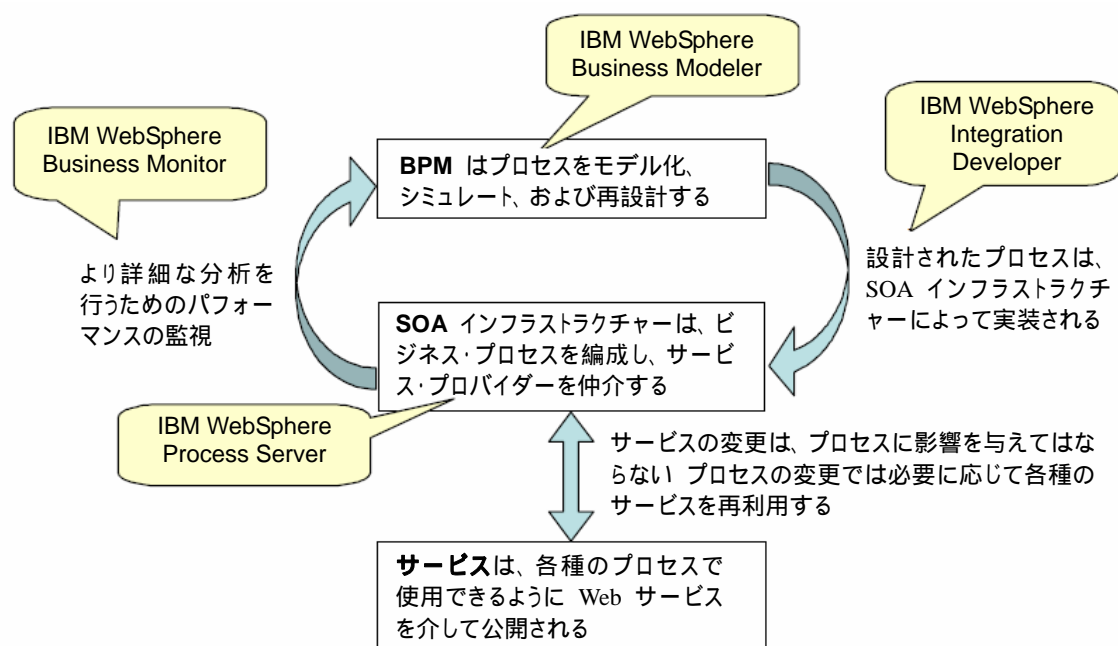 IBM WebSphere
Business Modeler
IBM WebSphere
Business Monitor
IBM WebSphere
Integration
Developer
BPM はプロセスをモデル化、
シミュレート、および再設計する
より詳細な分析を
行うためのパフォー
マンスの監視
設計されたプロセスは、
SOA インフラストラクチ
ャーによって実装される
SOA インフラストラクチャーは、ビ
ジネス・プロセスを編成し、サービ
ス・プロバイダーを仲介する
IBM WebSphere
Process Server
サービスの変更は、プロセスに影響を与えてはな
らない プロセスの変更では必要に応じて各種の
サービスを再利用する
サービスは、各種のプロセスで
使用できるように Web サービス
を介して公開される